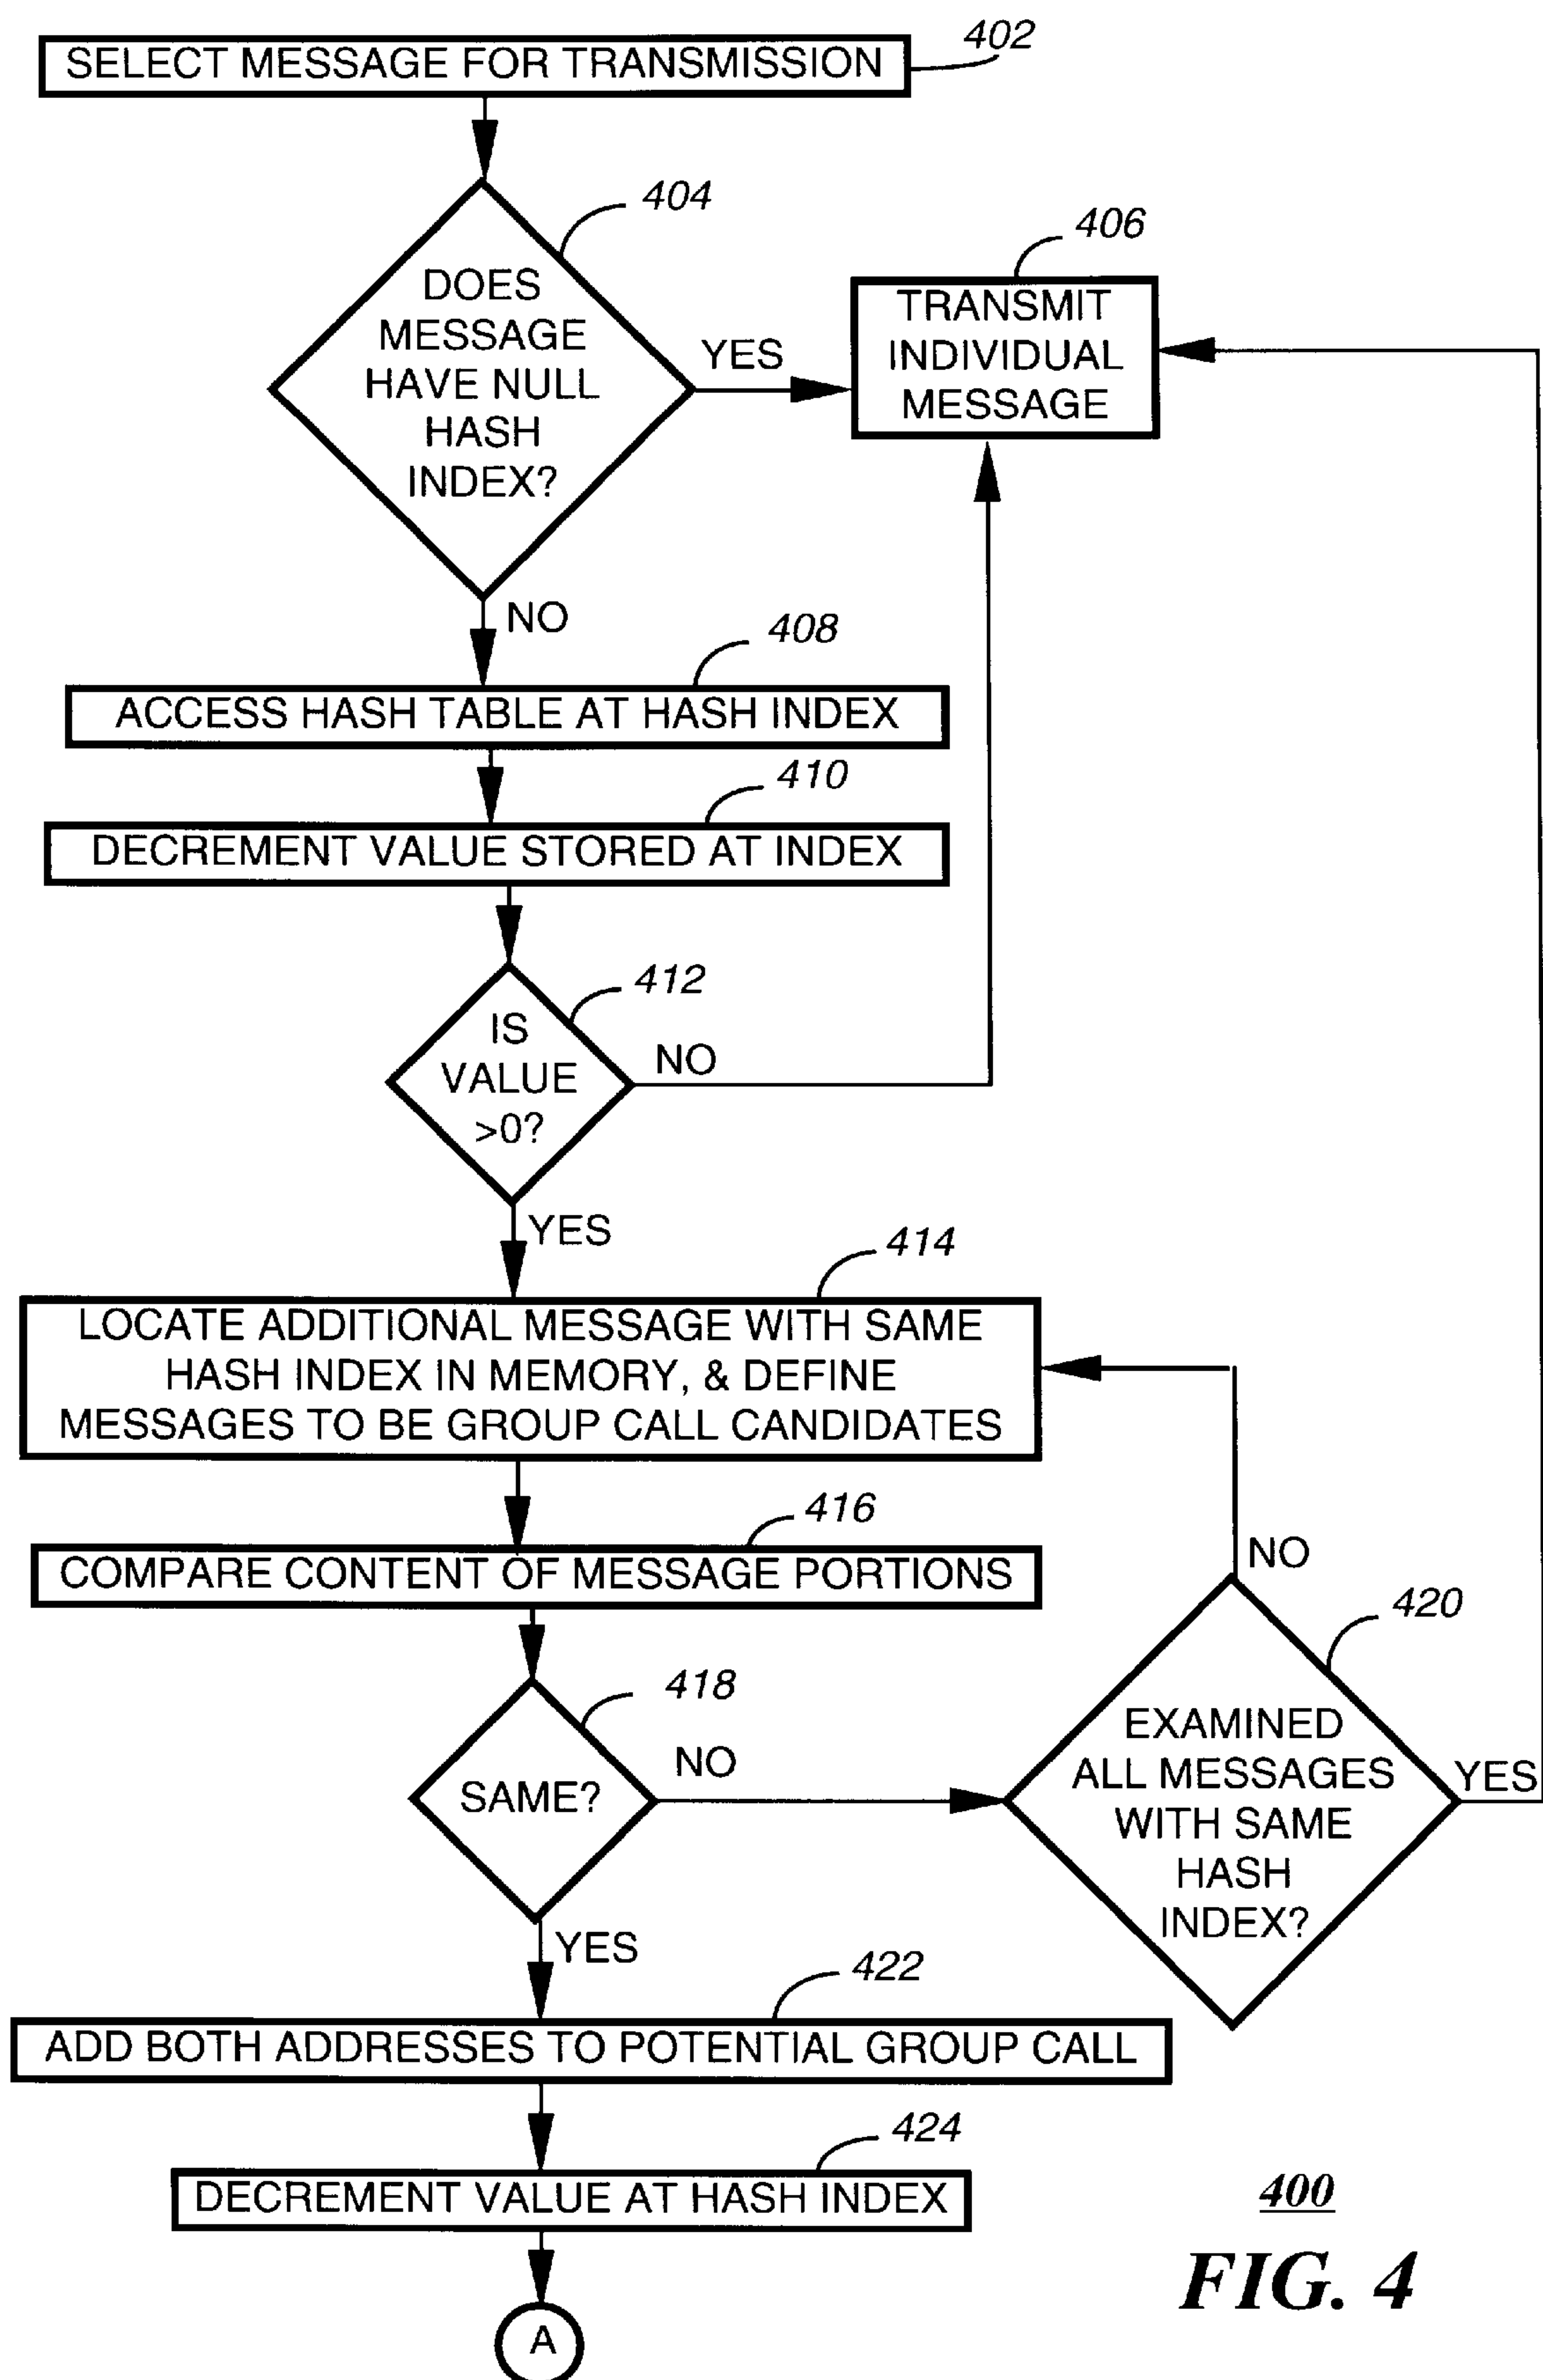 402
SELECT MESSAGE FOR TRANSMISSION
404
DOES
MESSAGE
HAVE NULL
HASH
INDEX?
YES
406
TRANSMIT
INDIVIDUAL
MESSAGE
NO
408
ACCESS HASH TABLE AT HASH INDEX
410
DECREMENT VALUE STORED AT INDEX
412
IS
VALUE
>0?
NO
YES
414
LOCATE ADDITIONAL MESSAGE WITH SAME
HASH INDEX IN MEMORY, & DEFINE
MESSAGES TO BE GROUP CALL CANDIDATES
416
COMPARE CONTENT OF MESSAGE PORTIONS
418
SAME?
NO
420
EXAMINED
ALL MESSAGES
WITH SAME
HASH
INDEX?
NO
YES
YES
422
ADD BOTH ADDRESSES TO POTENTIAL GROUP CALL
424
DECREMENT VALUE AT HASH INDEX
A
400
FIG. 4